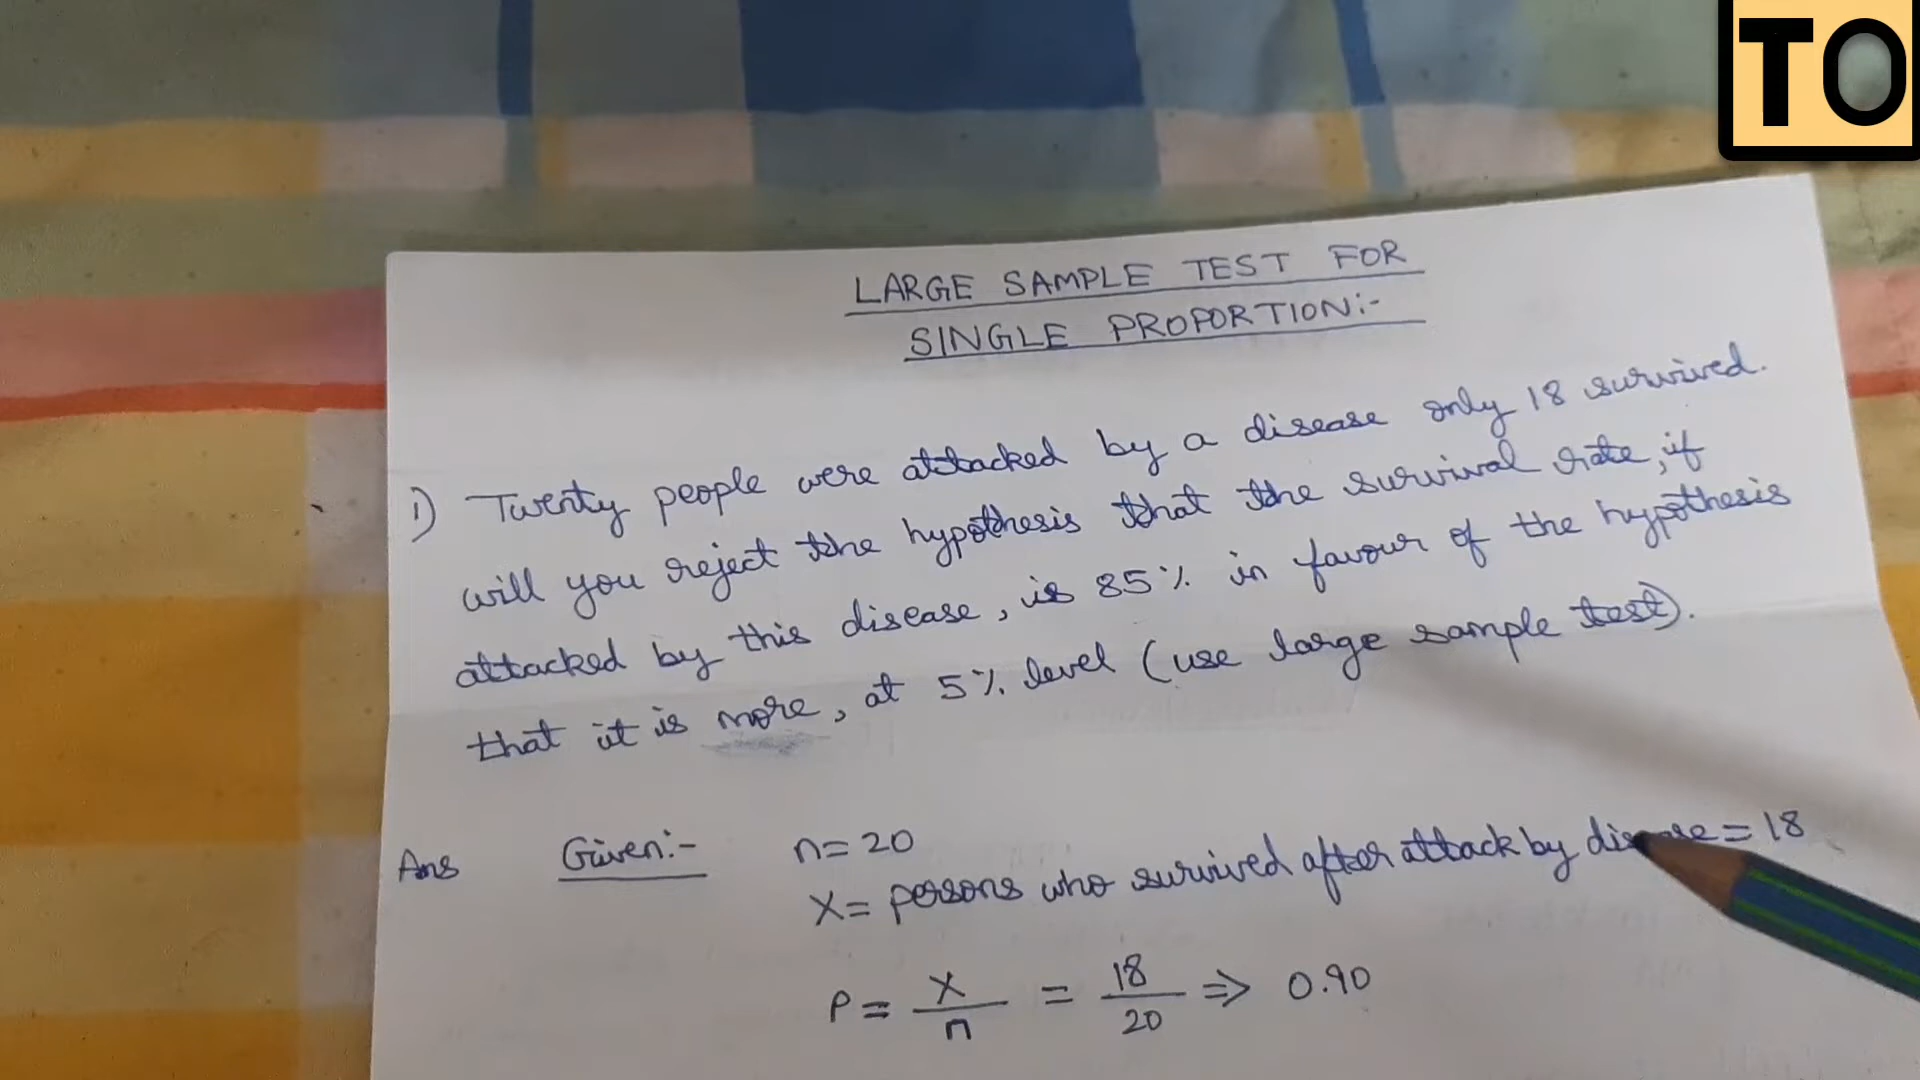 TO
LARGE SAMPLE TEST FOR
SINGLE PROPORTION:-
1) Twenty people were attacked by a disease only 18 survived.
will you reject the hypothesis that the survival rate, if
attacked by this disease, is 85% in favour of the hypothesis
that it is more, at 5% level (use large sample test).
Ans Given:- n= 20
X= persons who survived after attack by disease = 18
P = X/n = 18/20 ⇒ 0.90